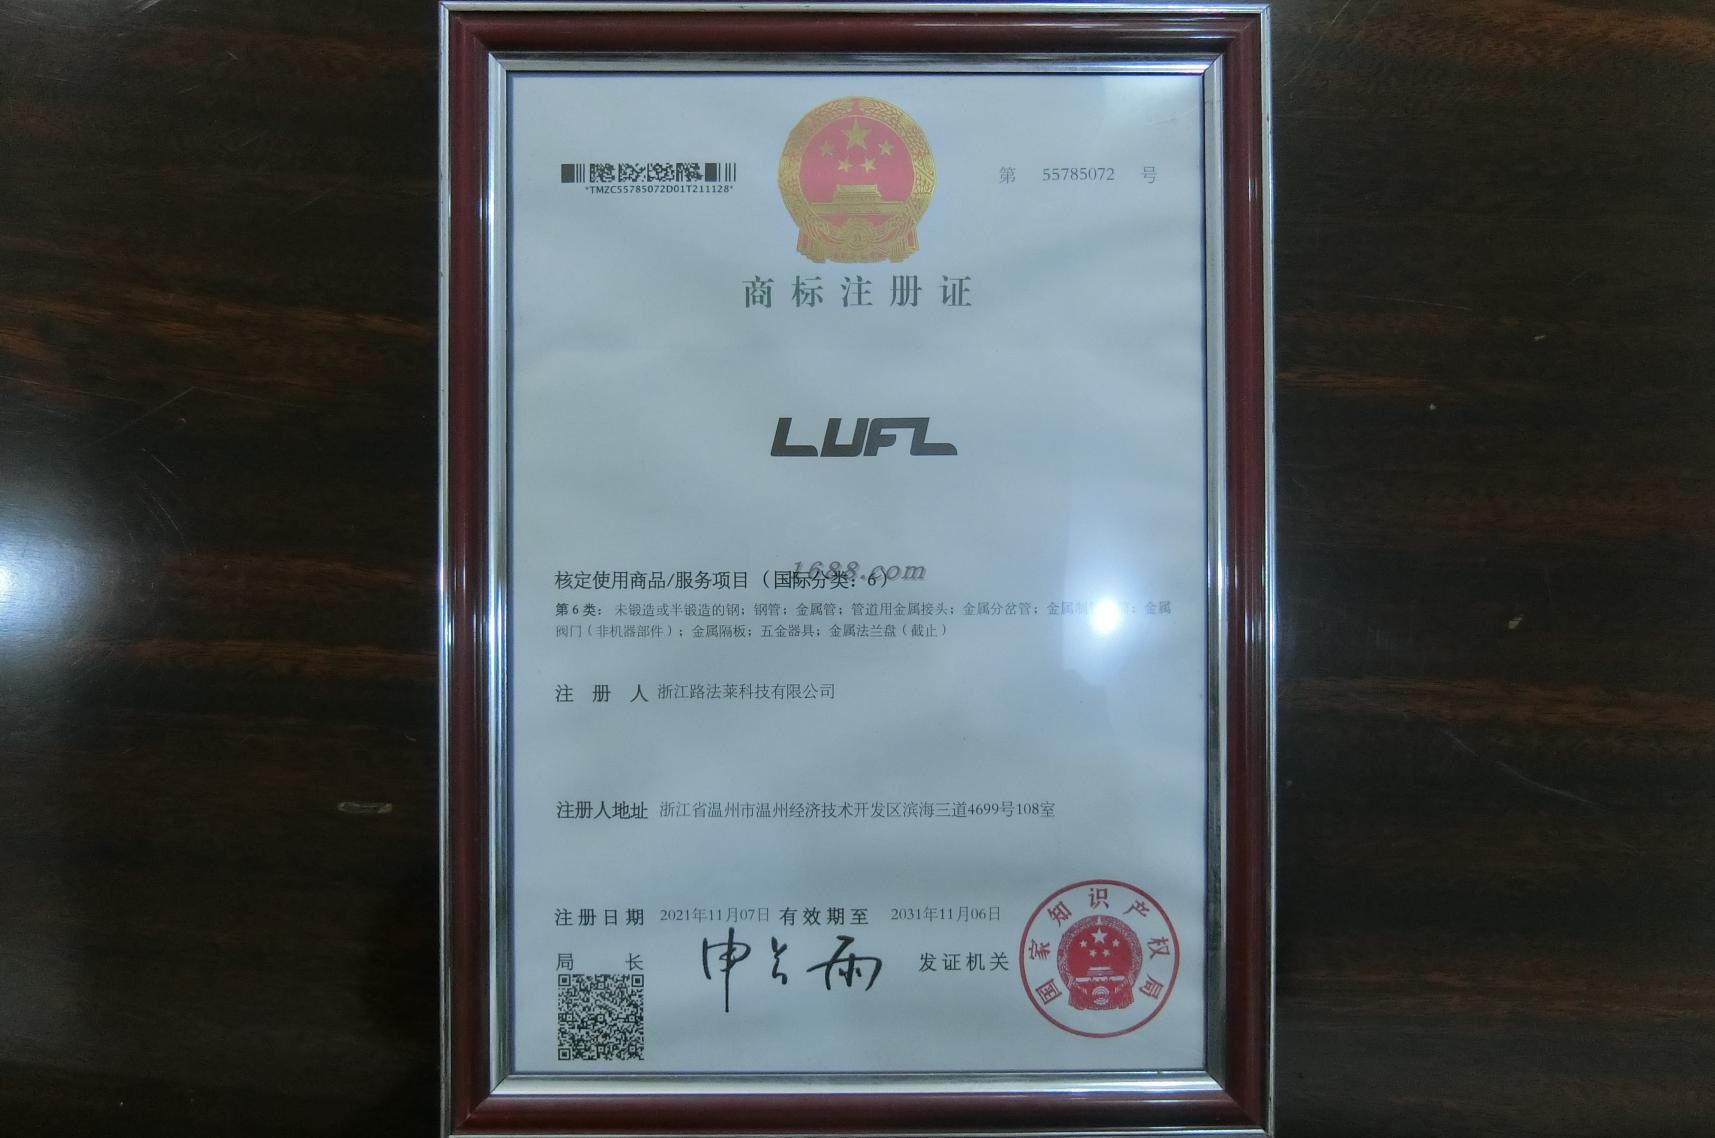 *TMZC55785072D01T211128*
第 55785072 号
商标注册证
LUFL
1688.com
核定使用商品/服务项目（国际分类：6）
第6类：未锻造或半锻造的钢；钢管；金属管；管道用金属接头；金属分岔管；金属制 ；金属
阀门（非机器部件）；金属隔板；五金器具；金属法兰盘（截止）
注 册 人 浙江路法莱科技有限公司
注册人地址 浙江省温州市温州经济技术开发区滨海三道4699号108室
注册日期 2021年11月07日 有效期至 2031年11月06日
局 长 申长雨 发证机关
国家知识产权局